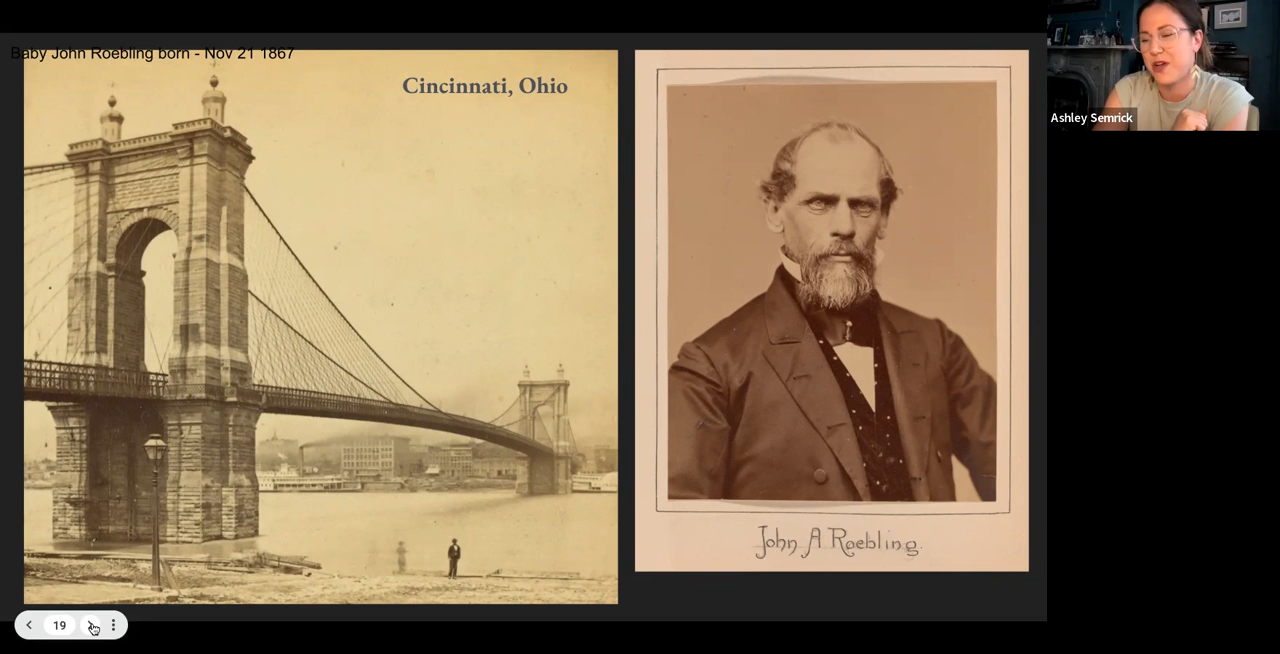 Baby John Roebling born - Nov 21 1867
Cincinnati, Ohio
Ashley Semrick
John A Roebling.
19